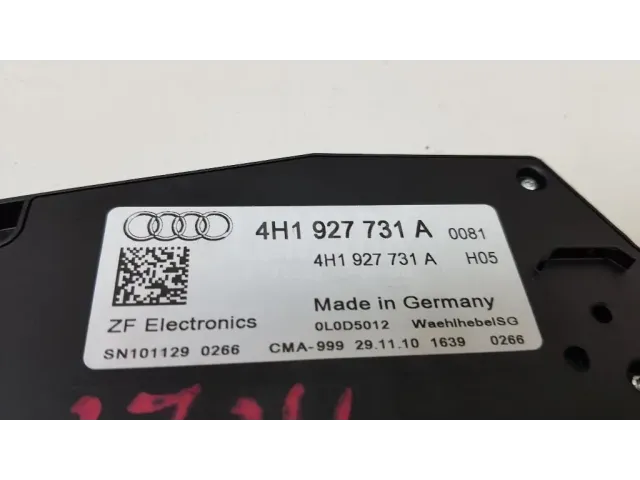 4H1 927 731 A 0081
4H1 927 731 A H05
Made in Germany
ZF Electronics 0L0D5012 WaehlhebelSG
SN101129 0266 CMA-999 29.11.10 1639 0266